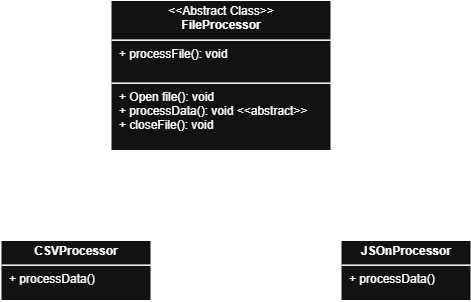 <<Abstract Class>>
FileProcessor
+ processFile(): void
+ Open file(): void
+ processData(): void <<abstract>>
+ closeFile(): void
CSVProcessor
+ processData()
JSOnProcessor
+ processData()